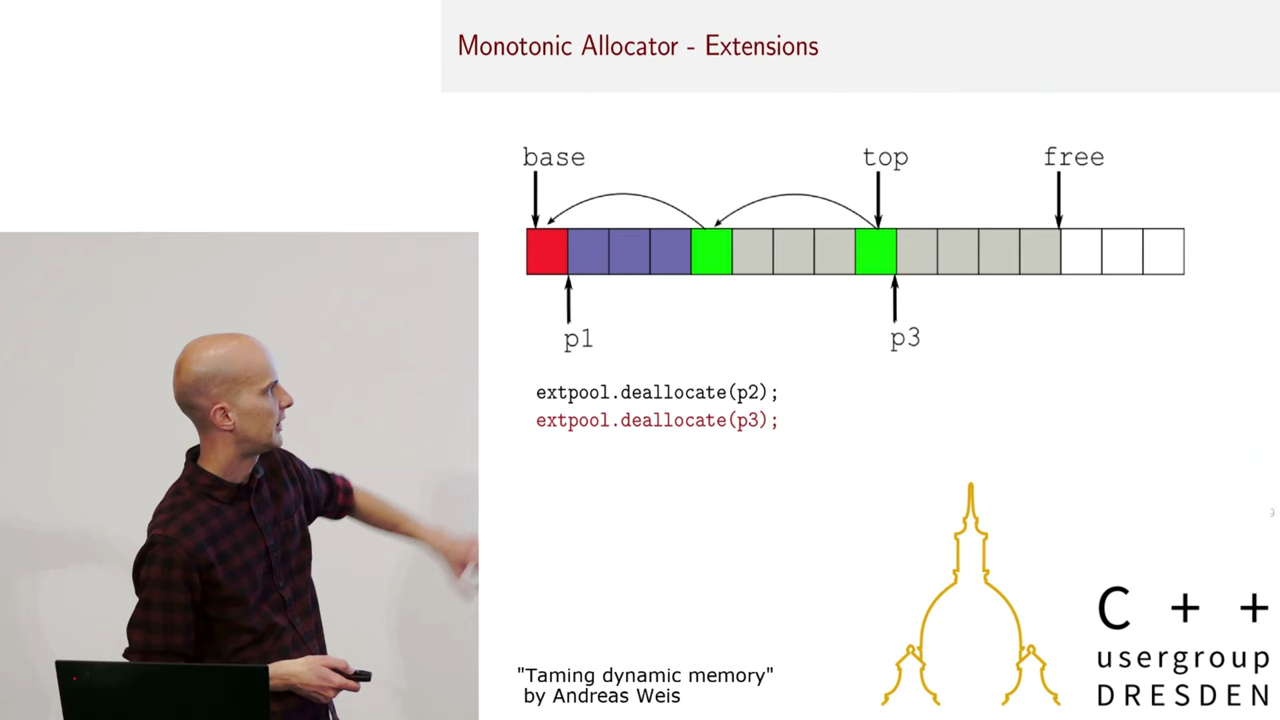 Monotonic Allocator - Extensions
base top free
p1 p3
extpool.deallocate(p2);
extpool.deallocate(p3);
9
"Taming dynamic memory"
by Andreas Weis
C + +
usergroup
DRESDEN